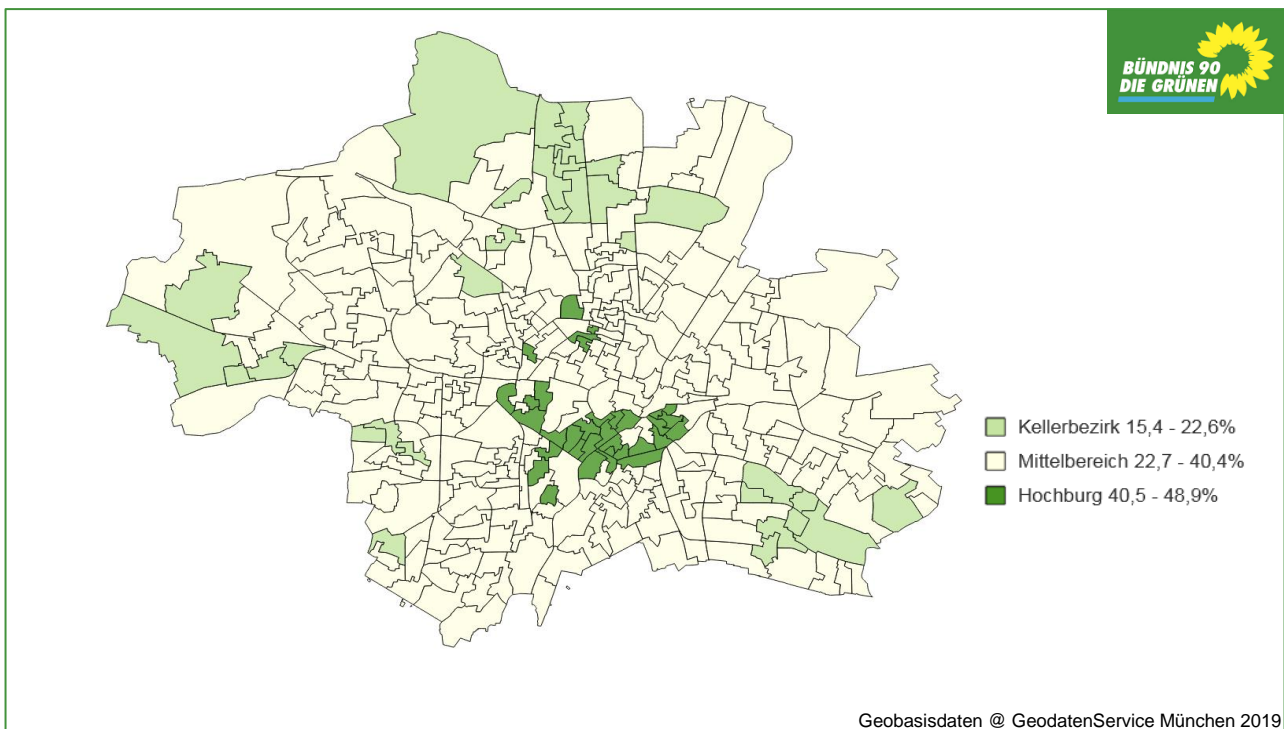 BÜNDNIS 90
DIE GRÜNEN
Kellerbezirk 15,4 - 22,6%
Mittelbereich 22,7 - 40,4%
Hochburg 40,5 - 48,9%
Geobasisdaten @ GeodatenService München 2019